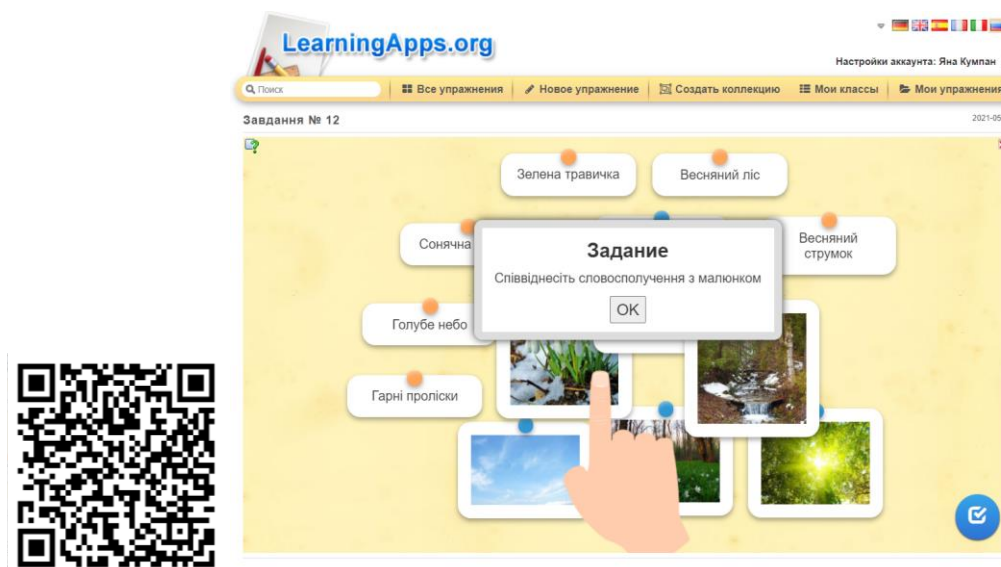 LearningApps.org
Настройки аккаунта: Яна Кумпан
Поиск
Все упражнения
Новое упражнение
Создать коллекцию
Мои классы
Мои упражнения
Завдання № 12
2021-05
Зелена травичка
Весняний ліс
Сонячна
Весняний
струмок
Задание
Співвіднесіть словосполучення з малюнком
OK
Голубе небо
Гарні проліски